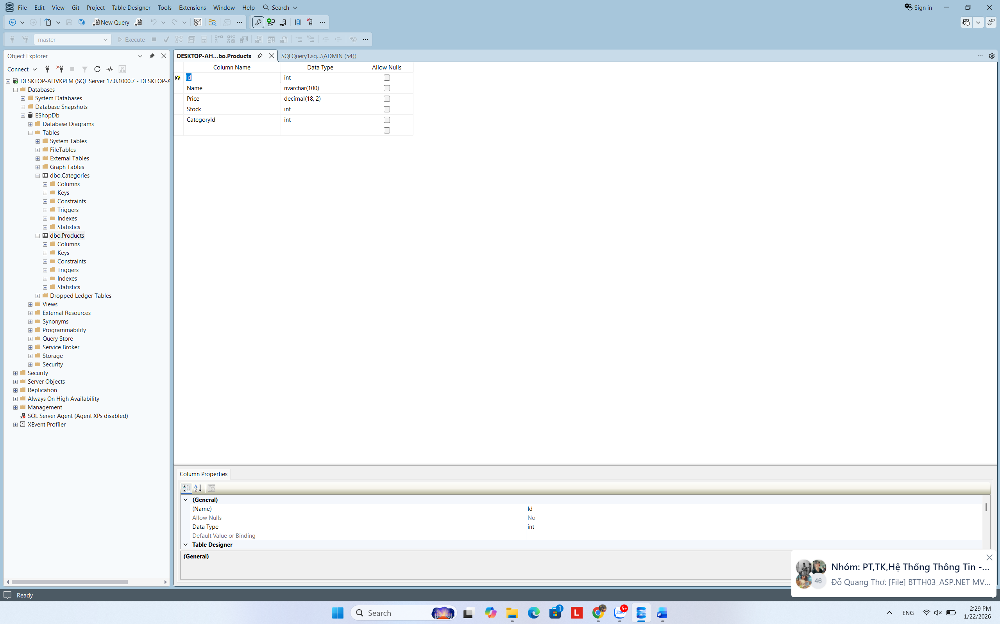 File Edit View Git Project Table Designer Tools Extensions Window Help Search Sign in
New Query
master Execute
Object Explorer
Connect
DESKTOP-AHVKPFM (SQL Server 17.0.1000.7 - DESKTOP-A
Databases
System Databases
Database Snapshots
EShopDb
Database Diagrams
Tables
System Tables
FileTables
External Tables
Graph Tables
dbo.Categories
Columns
Keys
Constraints
Triggers
Indexes
Statistics
dbo.Products
Columns
Keys
Constraints
Triggers
Indexes
Statistics
Dropped Ledger Tables
Views
External Resources
Synonyms
Programmability
Query Store
Service Broker
Storage
Security
Security
Server Objects
Replication
Always On High Availability
Management
SQL Server Agent (Agent XPs disabled)
XEvent Profiler
DESKTOP-AH...bo.Products SQLQuery1.sq...\ADMIN (54))
Column Name Data Type Allow Nulls
Id int
Name nvarchar(100)
Price decimal(18, 2)
Stock int
CategoryId int
Column Properties
(General)
(Name) Id
Allow Nulls No
Data Type int
Default Value or Binding
Table Designer
(General)
Nhóm: PT,TK,Hệ Thống Thông Tin -...
46
Đỗ Quang Thơ: [File] BTTH03_ASP.NET MV...
Ready
Search
1
L
Zalo
5+
ENG
2:29 PM
1/22/2026